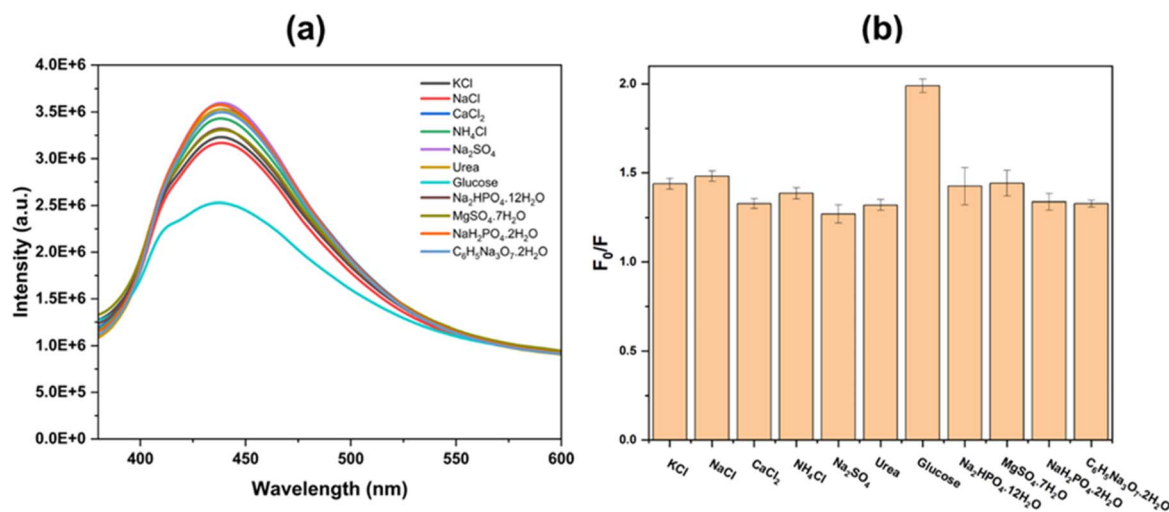 (a)
4.0E+6
3.5E+6
3.0E+6
2.5E+6
2.0E+6
1.5E+6
1.0E+6
5.0E+5
0.0E+0
Intensity (a.u.)
400
450
500
550
600
Wavelength (nm)
KCl
NaCl
CaCl₂
NH₄Cl
Na₂SO₄
Urea
Glucose
Na₂HPO₄.12H₂O
MgSO₄.7H₂O
NaH₂PO₄.2H₂O
C₆H₅Na₃O₇.2H₂O
(b)
2.0
1.5
1.0
0.5
0.0
F₀/F
KCl
NaCl
CaCl₂
NH₄Cl
Na₂SO₄
Urea
Glucose
Na₂HPO₄.12H₂O
MgSO₄.7H₂O
NaH₂PO₄.2H₂O
C₆H₅Na₃O₇.2H₂O